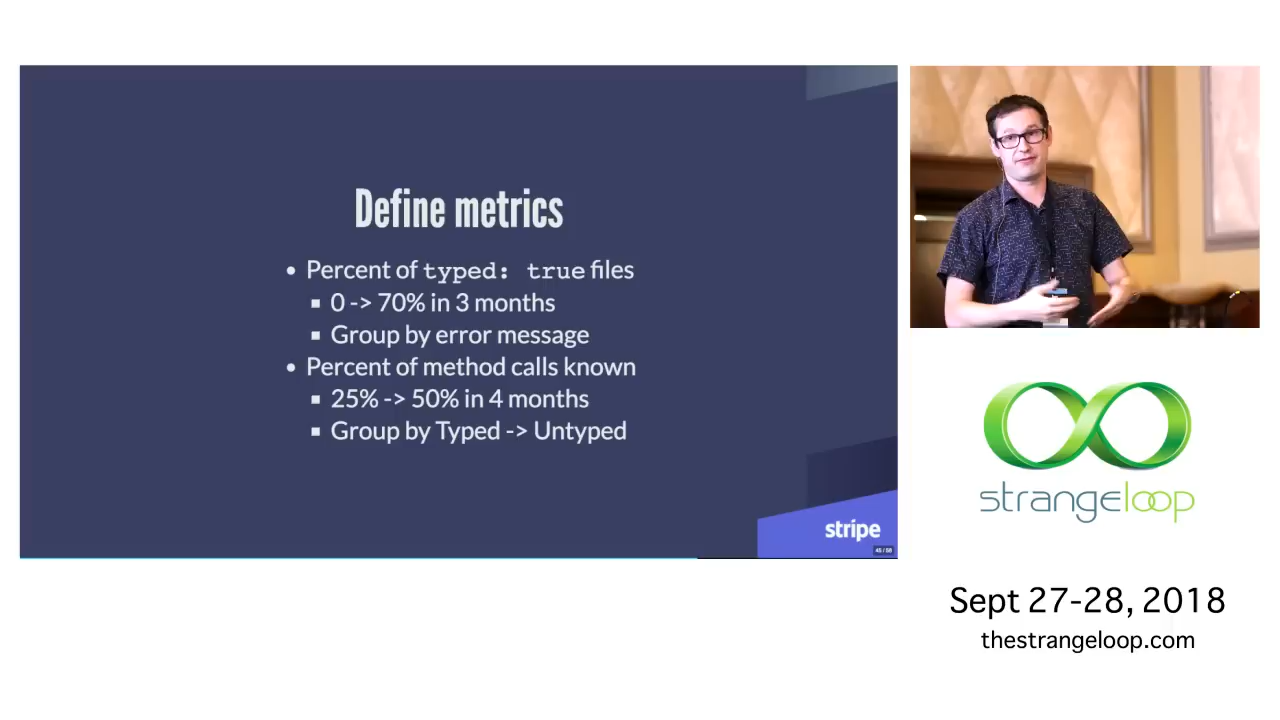 Define metrics
• Percent of typed: true files
▪ 0 -> 70% in 3 months
▪ Group by error message
• Percent of method calls known
▪ 25% -> 50% in 4 months
▪ Group by Typed -> Untyped
stripe
45 / 58
strangeloop
Sept 27-28, 2018
thestrangeloop.com